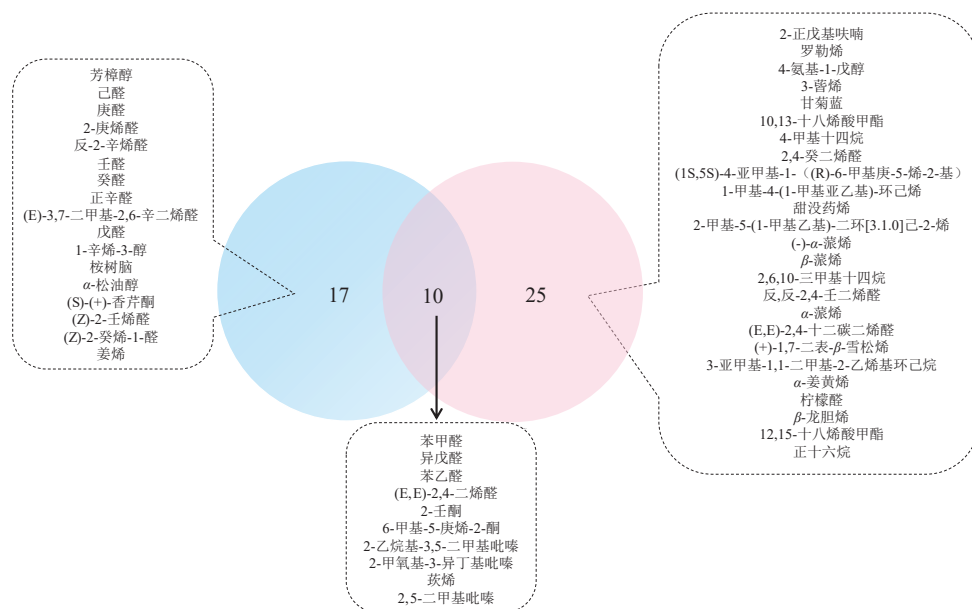 芳樟醇
己醛
庚醛
2-庚烯醛
反-2-辛烯醛
壬醛
癸醛
正辛醛
(E)-3,7-二甲基-2,6-辛二烯醛
戊醛
1-辛烯-3-醇
桉树脑
α-松油醇
(S)-(+)-香芹酮
(Z)-2-壬烯醛
(Z)-2-癸烯-1-醛
姜烯
17
10
25
2-正戊基呋喃
罗勒烯
4-氨基-1-戊醇
3-蒈烯
甘菊蓝
10,13-十八烯酸甲酯
4-甲基十四烷
2,4-癸二烯醛
(1S,5S)-4-亚甲基-1-（(R)-6-甲基庚-5-烯-2-基）
1-甲基-4-(1-甲基亚乙基)-环己烯
甜没药烯
2-甲基-5-(1-甲基乙基)-二环[3.1.0]己-2-烯
(-)-α-蒎烯
β-蒎烯
2,6,10-三甲基十四烷
反,反-2,4-壬二烯醛
α-蒎烯
(E,E)-2,4-十二碳二烯醛
(+)-1,7-二表-β-雪松烯
3-亚甲基-1,1-二甲基-2-乙烯基环己烷
α-姜黄烯
柠檬醛
β-龙胆烯
12,15-十八烯酸甲酯
正十六烷
苯甲醛
异戊醛
苯乙醛
(E,E)-2,4-二烯醛
2-壬酮
6-甲基-5-庚烯-2-酮
2-乙烷基-3,5-二甲基吡嗪
2-甲氧基-3-异丁基吡嗪
莰烯
2,5-二甲基吡嗪